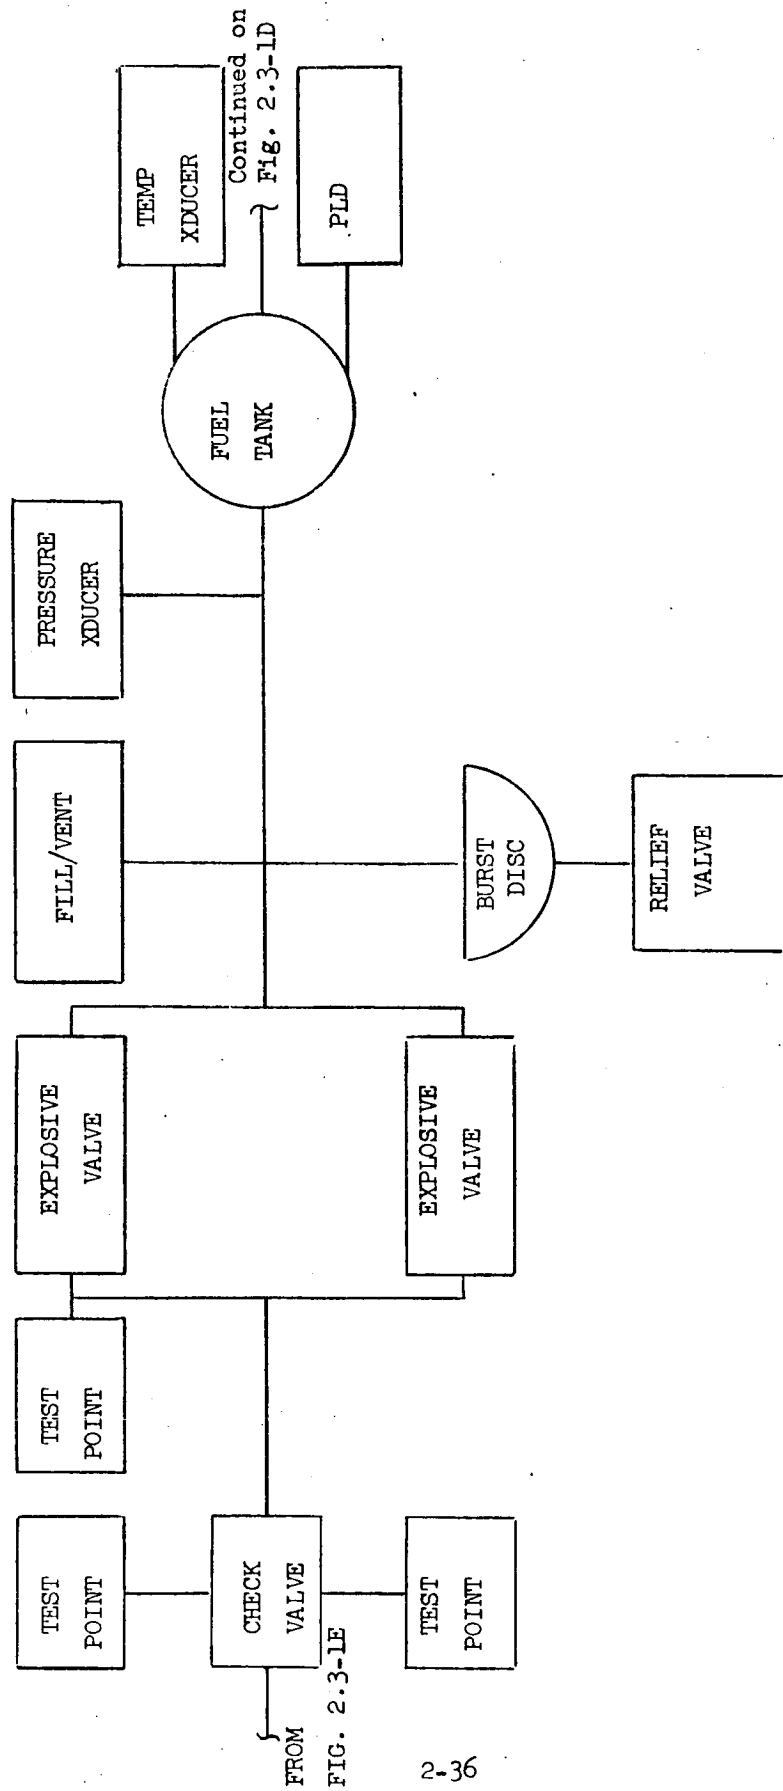 FROM
FIG. 2.3-1E
TEST
POINT
CHECK
VALVE
TEST
POINT
TEST
POINT
EXPLOSIVE
VALVE
EXPLOSIVE
VALVE
FILL/VENT
BURST
DISC
RELIEF
VALVE
PRESSURE
XDUCER
FUEL
TANK
TEMP
XDUCER
Continued on
Fig. 2.3-1D
PLD
2-36